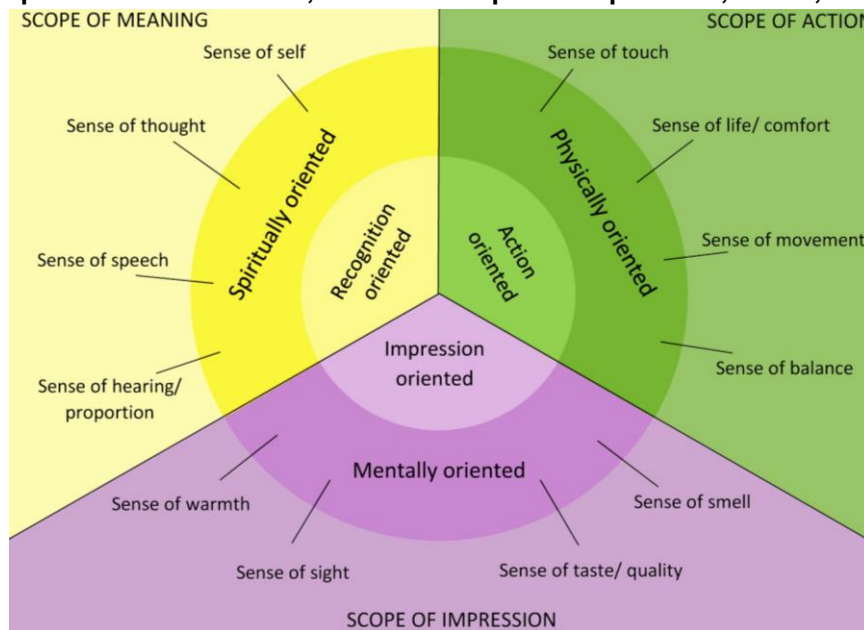 SCOPE OF MEANING
SCOPE OF ACTION
Sense of self
Sense of touch
Sense of thought
Sense of life/ comfort
Spiritually oriented
Physically oriented
Recognition
oriented
Action
oriented
Sense of speech
Sense of movement
Impression
oriented
Sense of hearing/
proportion
Sense of balance
Mentally oriented
Sense of warmth
Sense of smell
Sense of sight
Sense of taste/ quality
SCOPE OF IMPRESSION